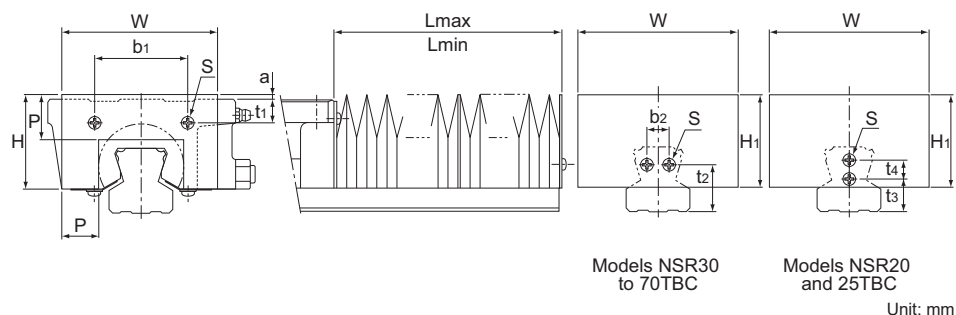 W
b1
S
a
t1
P
H
P
Lmax
Lmin
W
b2
S
H1
t2
W
S
H1
t4
t3
Models NSR30
to 70TBC
Models NSR20
and 25TBC
Unit: mm